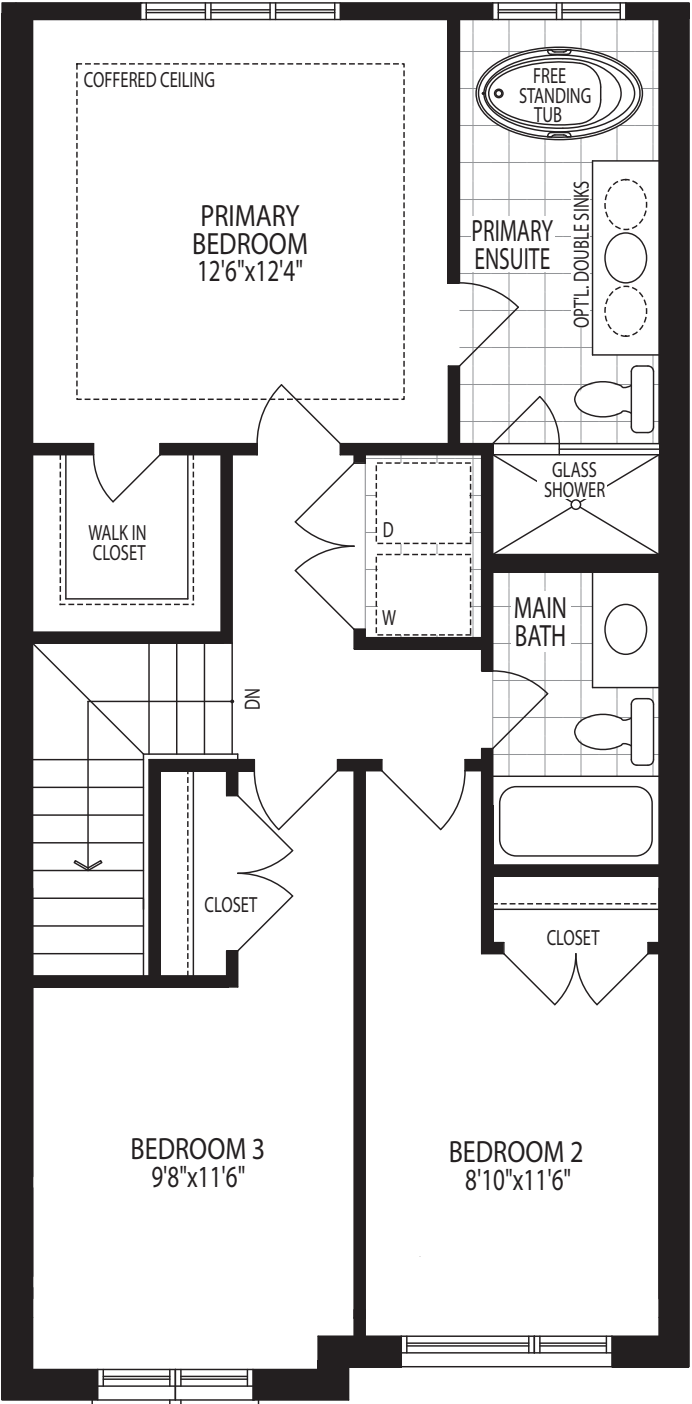 COFFERED CEILING
PRIMARY
BEDROOM
12'6"x12'4"
FREE
STANDING
TUB
PRIMARY
ENSUITE
OPT'L. DOUBLE SINKS
GLASS
SHOWER
WALK IN
CLOSET
D
W
MAIN
BATH
DN
CLOSET
CLOSET
BEDROOM 3
9'8"x11'6"
BEDROOM 2
8'10"x11'6"